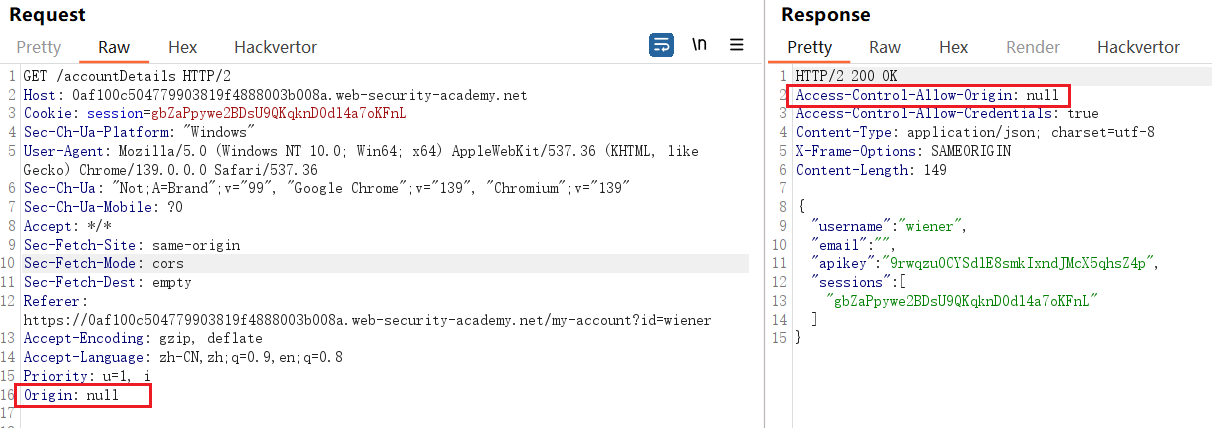 Request
Pretty Raw Hex Hackvertor \n
1 GET /accountDetails HTTP/2
2 Host: 0af100c504779903819f4888003b008a.web-security-academy.net
3 Cookie: session=gbZaPpywe2BDsU9QKqknD0d14a7oKFnL
4 Sec-Ch-Ua-Platform: "Windows"
5 User-Agent: Mozilla/5.0 (Windows NT 10.0; Win64; x64) AppleWebKit/537.36 (KHTML, like
Gecko) Chrome/139.0.0.0 Safari/537.36
6 Sec-Ch-Ua: "Not;A=Brand";v="99", "Google Chrome";v="139", "Chromium";v="139"
7 Sec-Ch-Ua-Mobile: ?0
8 Accept: */*
9 Sec-Fetch-Site: same-origin
10 Sec-Fetch-Mode: cors
11 Sec-Fetch-Dest: empty
12 Referer:
https://0af100c504779903819f4888003b008a.web-security-academy.net/my-account?id=wiener
13 Accept-Encoding: gzip, deflate
14 Accept-Language: zh-CN,zh;q=0.9,en;q=0.8
15 Priority: u=1, i
16 Origin: null
17
Response
Pretty Raw Hex Render Hackvertor
1 HTTP/2 200 OK
2 Access-Control-Allow-Origin: null
3 Access-Control-Allow-Credentials: true
4 Content-Type: application/json; charset=utf-8
5 X-Frame-Options: SAMEORIGIN
6 Content-Length: 149
7
8 {
9 "username":"wiener",
10 "email":"",
11 "apikey":"9rwqzu0CYSdlE8smkIxndJMcX5qhsZ4p",
12 "sessions":[
13 "gbZaPpywe2BDsU9QKqknD0d14a7oKFnL"
14 ]
15 }